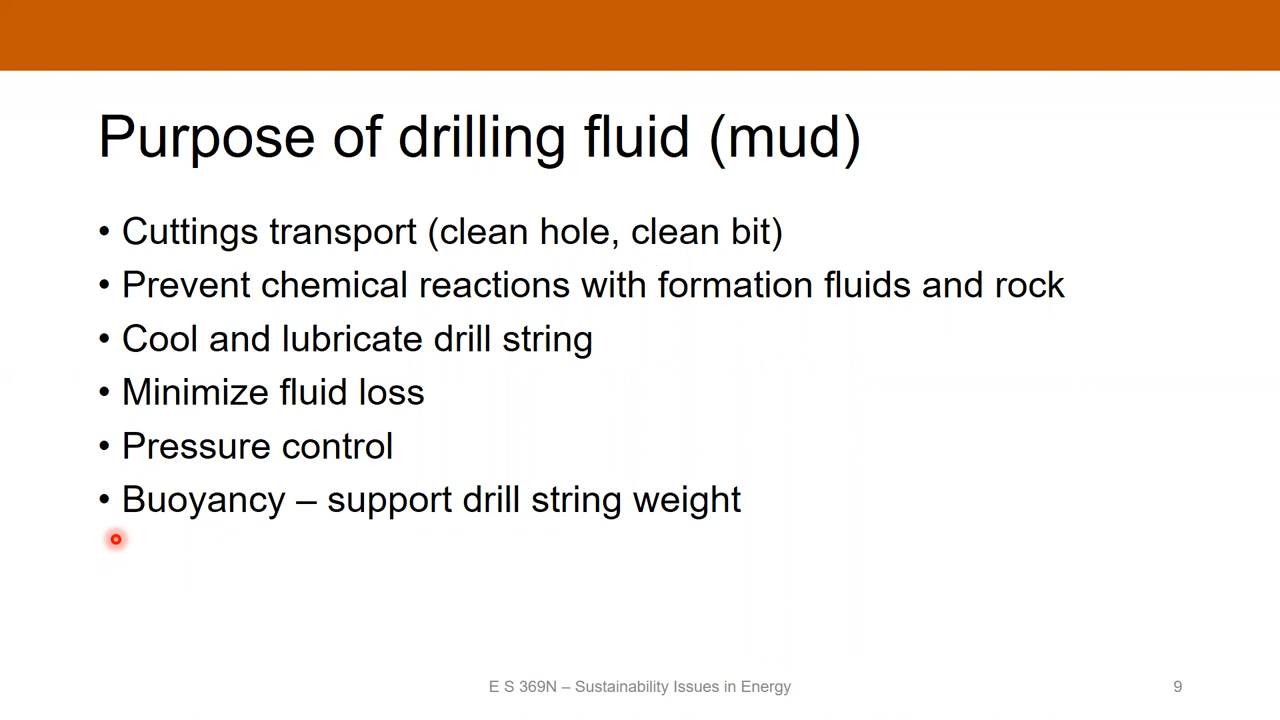 Purpose of drilling fluid (mud)
• Cuttings transport (clean hole, clean bit)
• Prevent chemical reactions with formation fluids and rock
• Cool and lubricate drill string
• Minimize fluid loss
• Pressure control
• Buoyancy – support drill string weight
E S 369N – Sustainability Issues in Energy
9